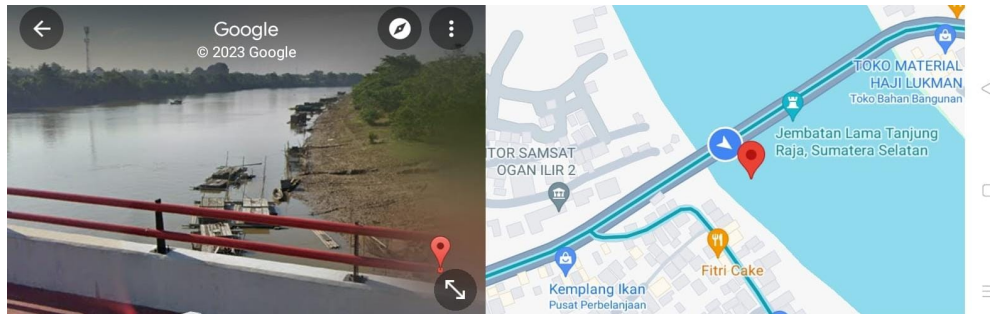 Google
© 2023 Google
TOKO MATERIAL
HAJI LUKMAN
Toko Bahan Bangunan
Jembatan Lama Tanjung
Raja, Sumatera Selatan
TOR SAMSAT
OGAN ILIR 2
Fitri Cake
Kemplang Ikan
Pusat Perbelanjaan